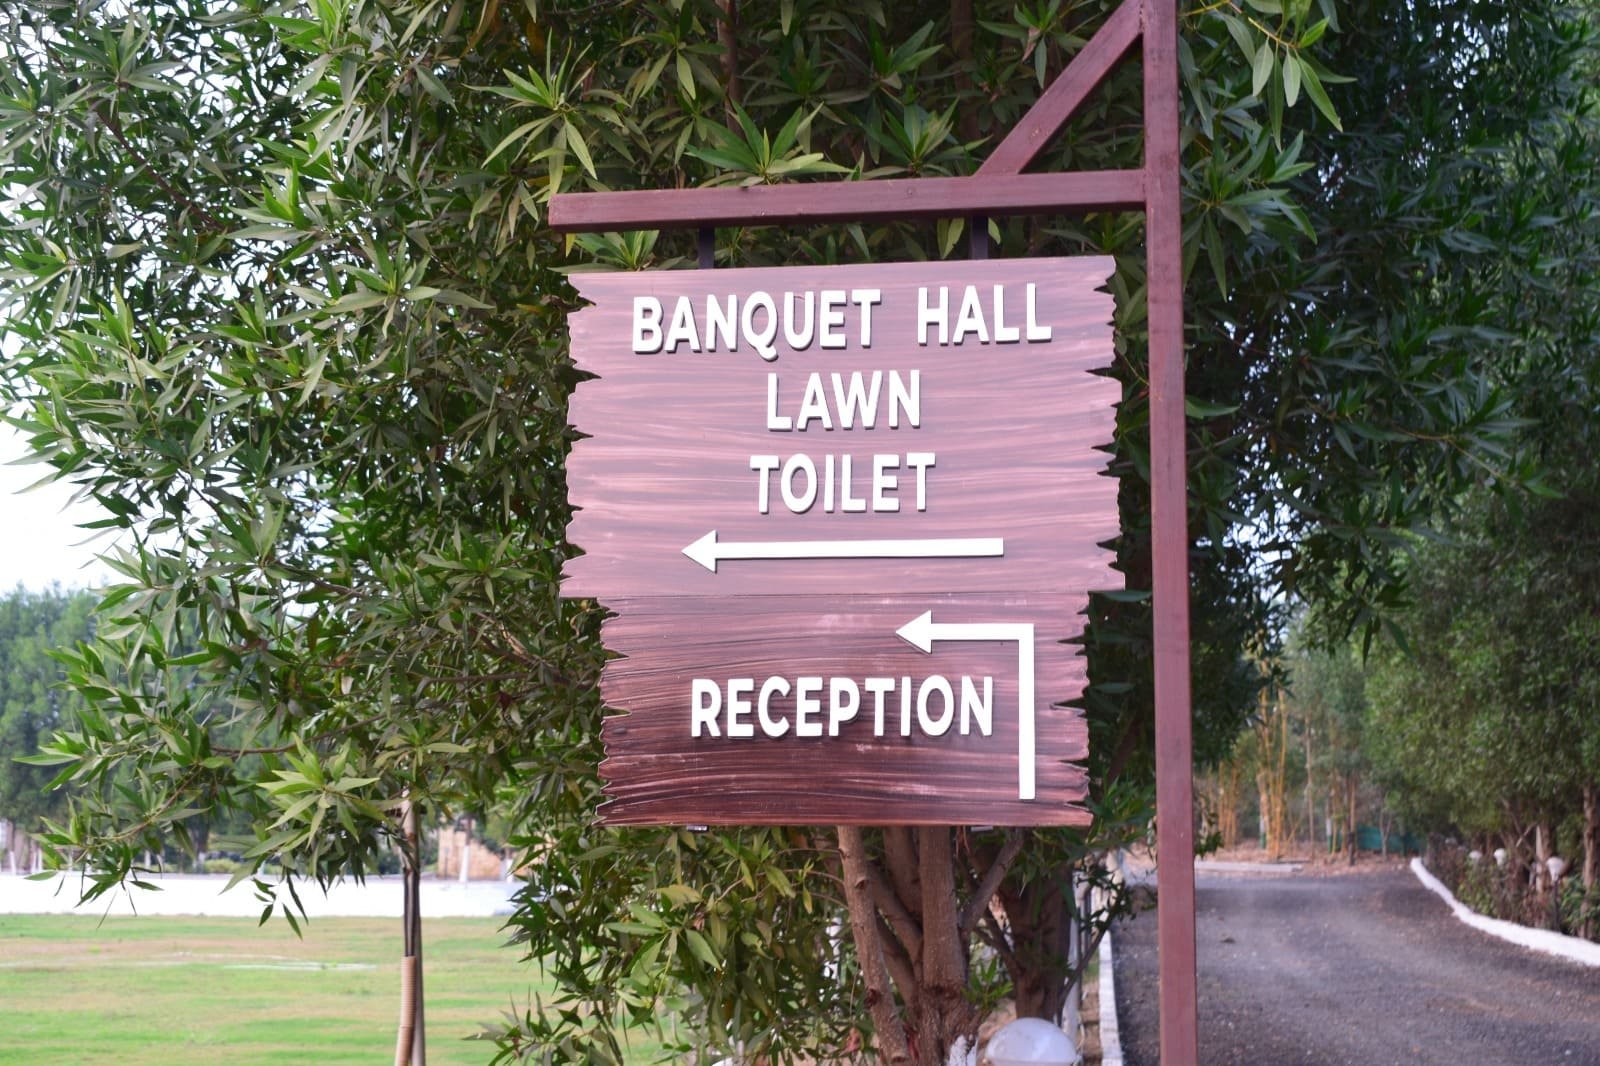 BANQUET HALL
LAWN
TOILET
RECEPTION